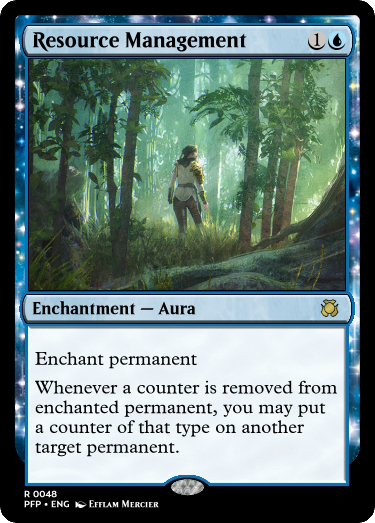 Resource Management 1
Enchantment — Aura
Enchant permanent
Whenever a counter is removed from
enchanted permanent, you may put
a counter of that type on another
target permanent.
R 0048
PFP • ENG Efflam Mercier